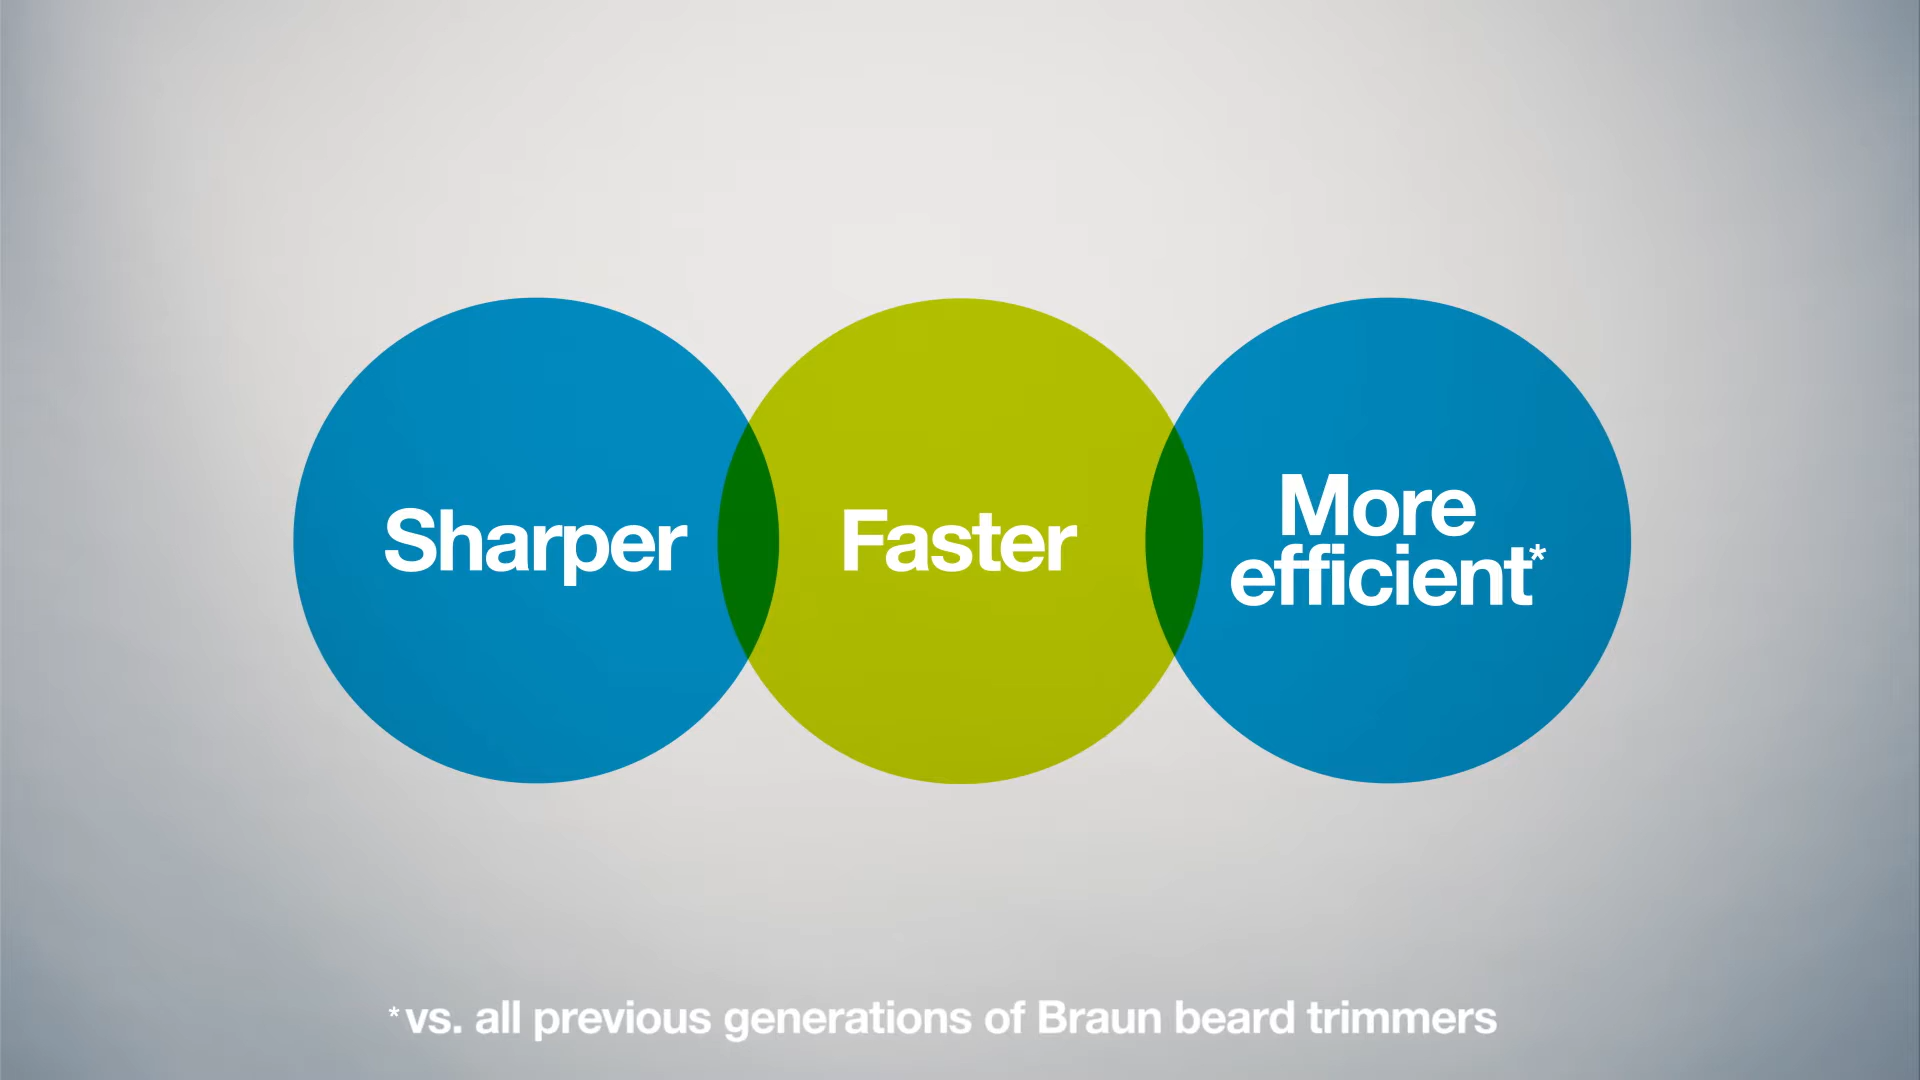 Sharper
Faster
More
efficient*
*vs. all previous generations of Braun beard trimmers